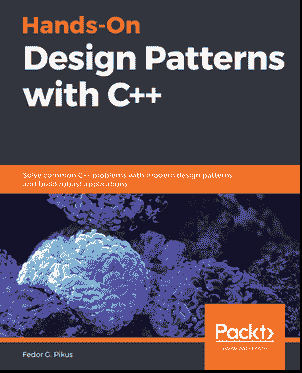 Hands-On
Design Patterns
with C++
Solve common C++ problems with modern design patterns
and build robust applications
Packt>
Fedor G. Pikus